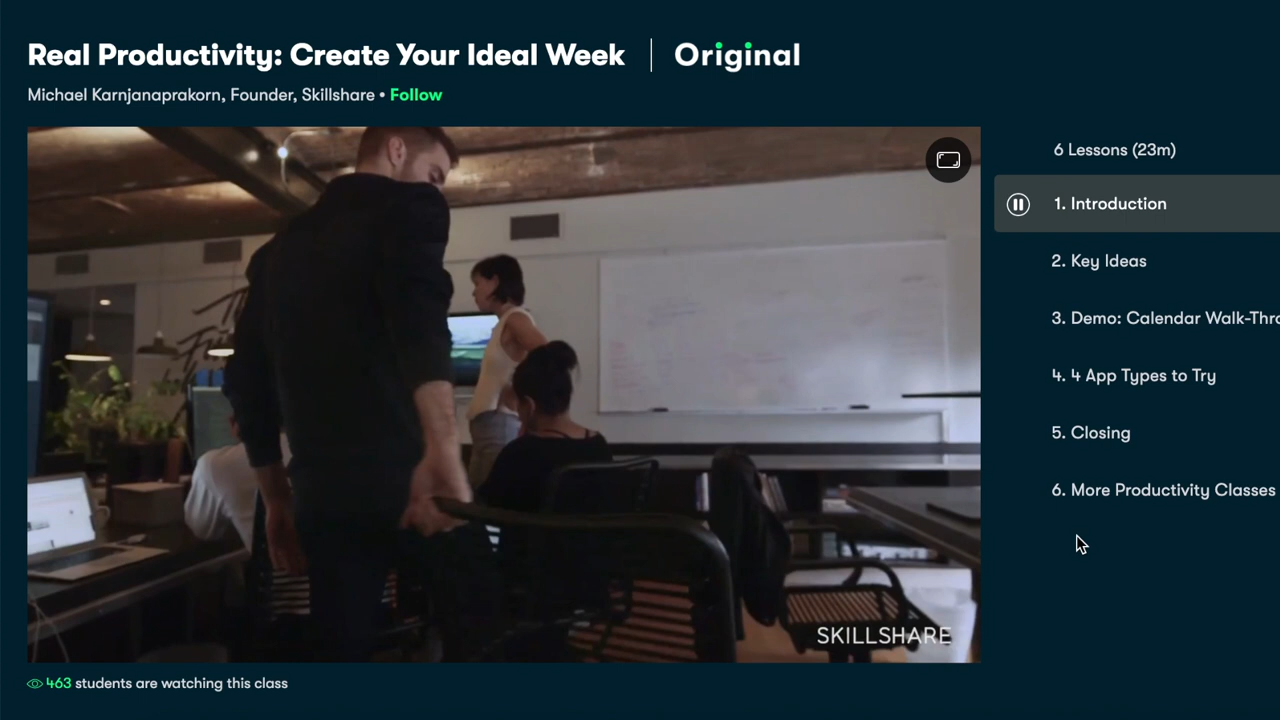 Real Productivity: Create Your Ideal Week
Original
Michael Karnjanaprakorn, Founder, Skillshare • Follow
6 Lessons (23m)
1. Introduction
2. Key Ideas
3. Demo: Calendar Walk-Thro
4. 4 App Types to Try
5. Closing
6. More Productivity Classes
SKILLSHARE
463 students are watching this class